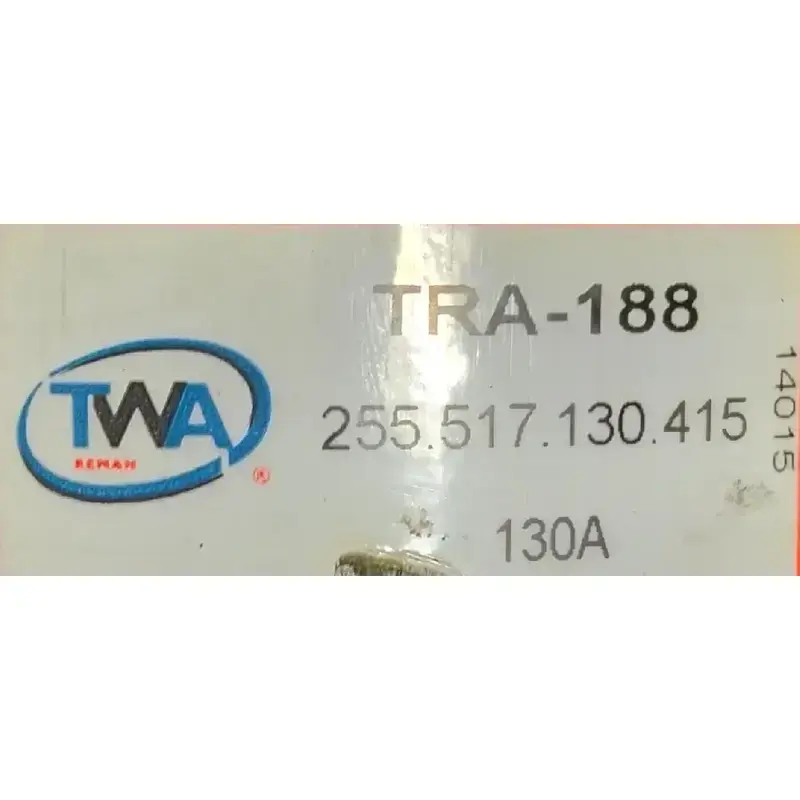 TRA-188
TWA
REMAN
®
255.517.130.415
130A
14015